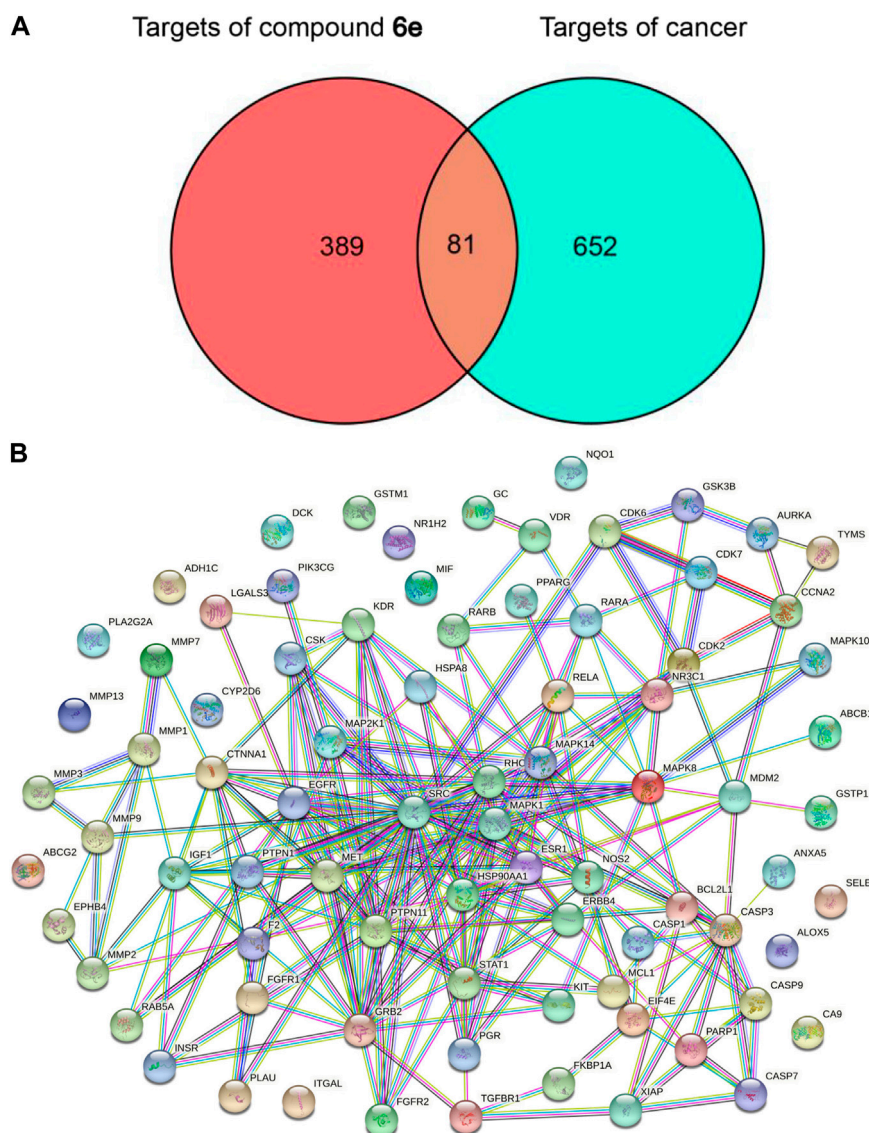 A
Targets of compound 6e
Targets of cancer
389
81
652
B
NQO1
GSTM1
GC
GSK3B
DCK
VDR
CDK6
AURKA
NR1H2
TYMS
PIK3CG
CDK7
ADH1C
MIF
PPARG
LGALS3
KDR
RARB
RARA
CCNA2
PLA2G2A
CSK
CDK2
MMP7
HSPA8
MAPK10
RELA
NR3C1
MMP13
CYP2D6
MMP1
MAP2K1
MAPK14
ABCB1
CTNNA1
RHO
MMP3
EGFR
SRC
MAPK8
MDM2
MAPK1
GSTP1
MMP9
IGF1
PTPN1
MET
ESR1
NOS2
ANXA5
ABCG2
HSP90AA1
BCL2L1
SELE
EPHB4
PTPN11
ERBB4
CASP3
F2
CASP1
ALOX5
MMP2
STAT1
MCL1
FGFR1
KIT
CASP9
RAB5A
EIF4E
GRB2
CA9
PGR
PARP1
INSR
FKBP1A
PLAU
ITGAL
CASP7
FGFR2
TGFBR1
XIAP